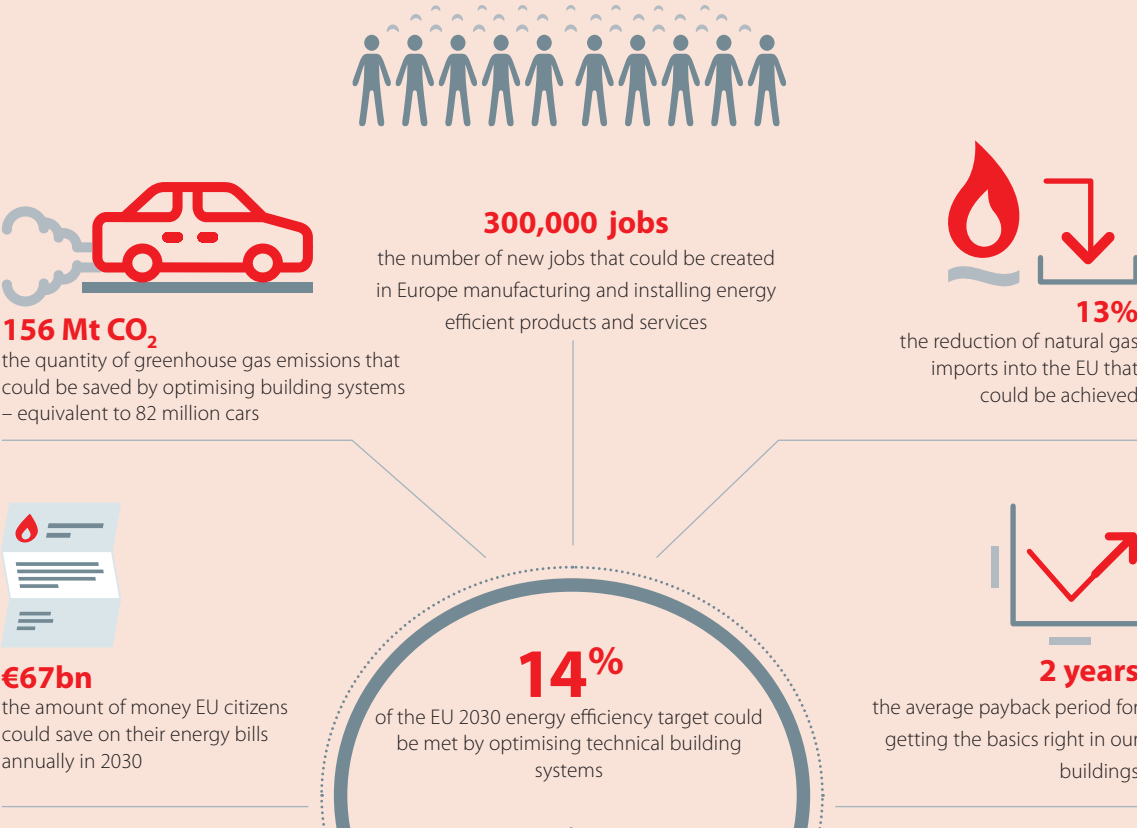 300,000 jobs
the number of new jobs that could be created
in Europe manufacturing and installing energy
efficient products and services
156 Mt CO₂
the quantity of greenhouse gas emissions that
could be saved by optimising building systems
– equivalent to 82 million cars
13%
the reduction of natural gas
imports into the EU that
could be achieved
€67bn
the amount of money EU citizens
could save on their energy bills
annually in 2030
14%
of the EU 2030 energy efficiency target could
be met by optimising technical building
systems
2 years
the average payback period for
getting the basics right in our
buildings